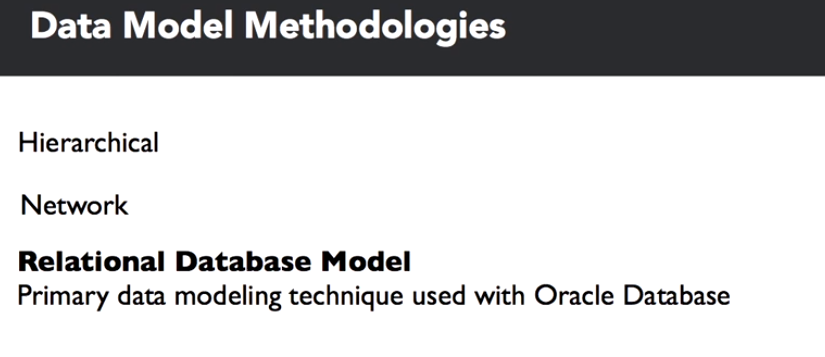 Data Model Methodologies
Hierarchical
Network
Relational Database Model
Primary data modeling technique used with Oracle Database